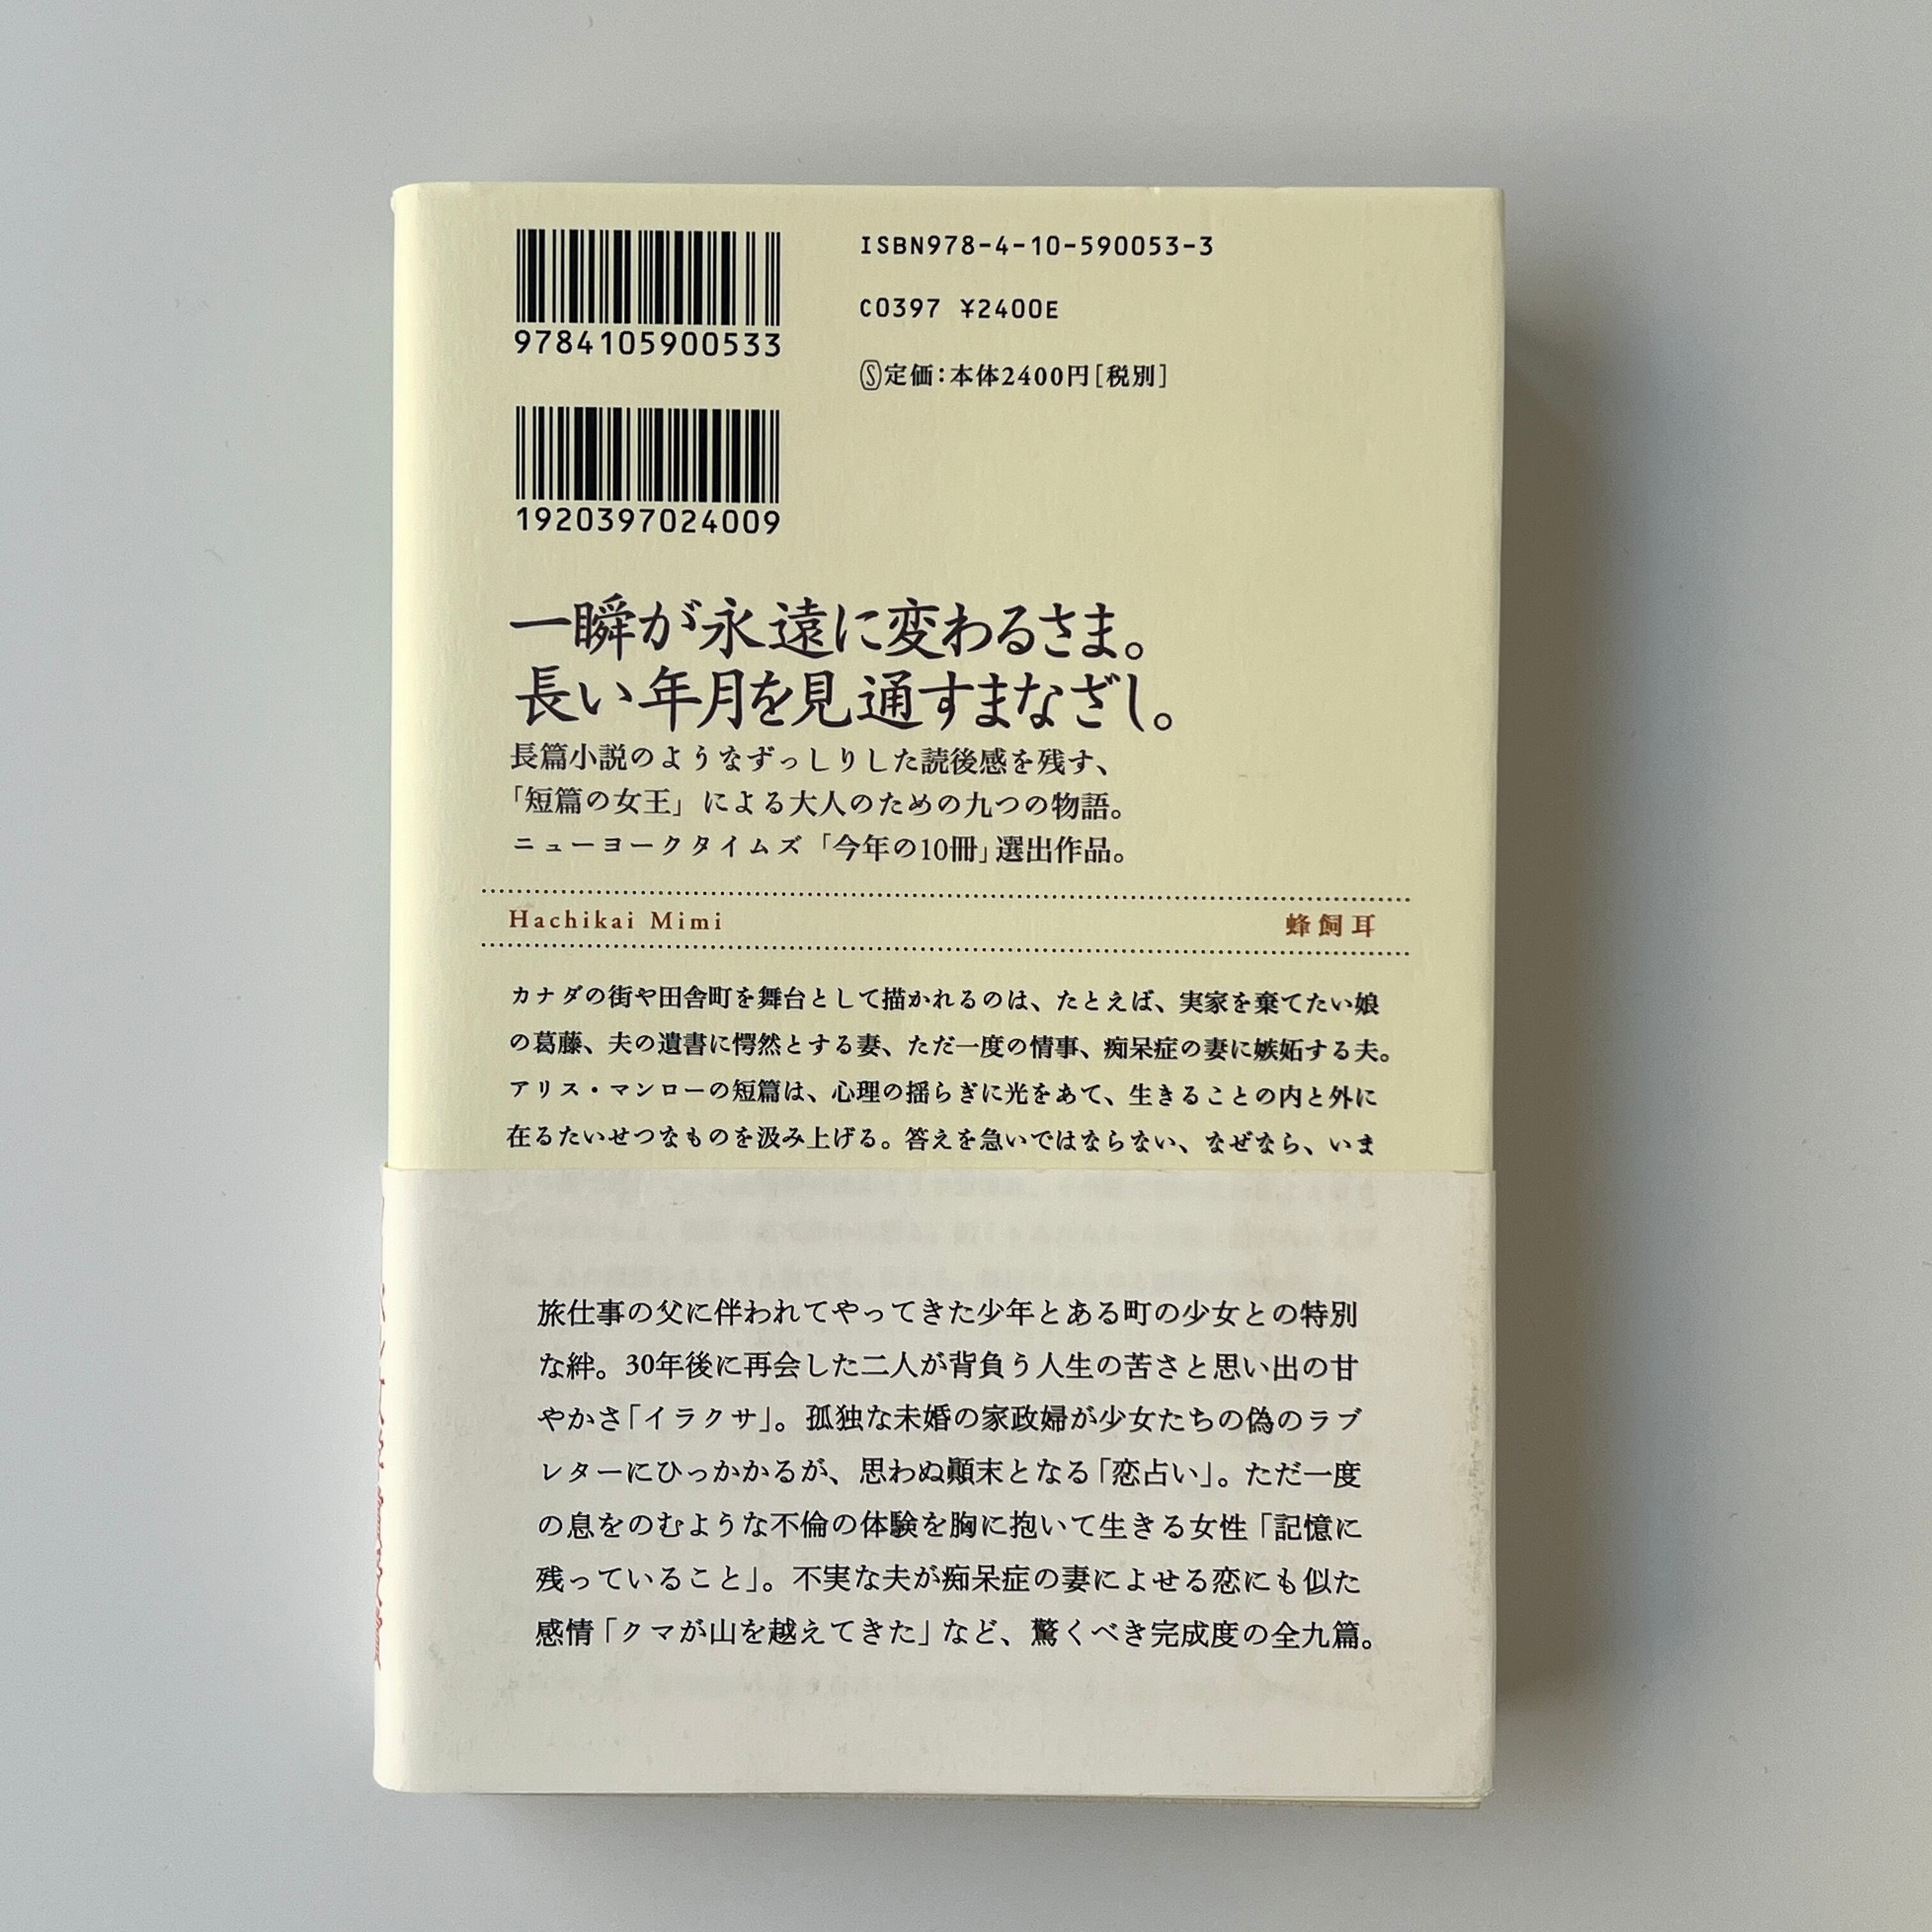 9784105900533
ISBN978-4-10-590053-3
C0397 ¥2400E
Ⓢ定価:本体2400円[税別]
1920397024009
一瞬が永遠に変わるさま。
長い年月を見通すまなざし。
長篇小説のようなずっしりした読後感を残す、
「短篇の女王」による大人のための九つの物語。
ニューヨークタイムズ「今年の10冊」選出作品。
Hachikai Mimi 蜂飼耳
カナダの街や田舎町を舞台として描かれるのは、たとえば、実家を棄てたい娘
の葛藤、夫の遺書に愕然とする妻、ただ一度の情事、痴呆症の妻に嫉妬する夫。
アリス・マンローの短篇は、心理の揺らぎに光をあて、生きることの内と外に
在るたいせつなものを汲み上げる。答えを急いではならない、なぜなら、いま
旅仕事の父に伴われてやってきた少年とある町の少女との特別
な絆。30年後に再会した二人が背負う人生の苦さと思い出の甘
やかさ「イラクサ」。孤独な未婚の家政婦が少女たちの偽のラブ
レターにひっかかるが、思わぬ顛末となる「恋占い」。ただ一度
の息をのむような不倫の体験を胸に抱いて生きる女性「記憶に
残っていること」。不実な夫が痴呆症の妻によせる恋にも似た
感情「クマが山を越えてきた」など、驚くべき完成度の全九篇。